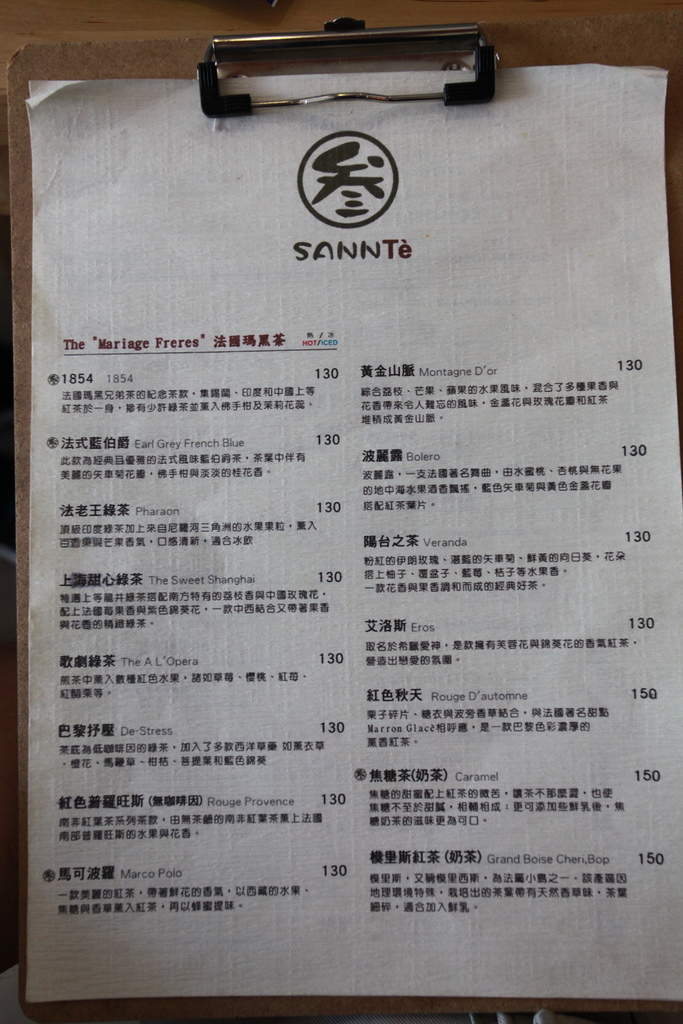 叁
SANNTè
The "Mariage Freres" 法國瑪黑茶
熱 / 冰
HOT/ICED
1854 1854 130
法國瑪黑兄弟茶的紀念茶款，集錫蘭、印度和中國上等
紅茶於一身，摻有少許綠茶並薰入佛手柑及茉莉花蕊。
法式藍伯爵 Earl Grey French Blue 130
此款為經典且優雅的法式風味藍伯爵茶，茶葉中伴有
美麗的矢車菊花瓣，佛手柑與淡淡的桂花香。
法老王綠茶 Pharaon 130
頂級印度綠茶加上來自尼羅河三角洲的水果果粒，薰入
百香果與芒果香氣，口感清新，適合冰飲
上海甜心綠茶 The Sweet Shanghai 130
特選上等龍井綠茶搭配南方特有的荔枝香與中國玫瑰花，
配上法國莓果香與紫色錦葵花，一款中西結合又帶著果香
與花香的精緻綠茶。
歌劇綠茶 The A L'Opera 130
煎茶中薰入數種紅色水果，諸如草莓、櫻桃、紅莓、
紅醋栗等。
巴黎抒壓 De-Stress 130
茶底為低咖啡因的綠茶，加入了多款西洋草藥 如薰衣草
、橙花、馬鞭草、柑桔、菩提葉和藍色錦葵
紅色普羅旺斯 (無咖啡因) Rouge Provence 130
南非紅葉茶系列茶款，由無茶鹼的南非紅葉茶薰上法國
南部普羅旺斯的水果與花香。
馬可波羅 Marco Polo 130
一款美麗的紅茶，帶著鮮花的香氣，以西藏的水果、
焦糖與香草薰入紅茶，再以蜂蜜提味。
黃金山脈 Montagne D'or 130
綜合荔枝、芒果、蘋果的水果風味，混合了多種果香與
花香帶來令人難忘的風味，金盞花與玫瑰花瓣和紅茶
堆積成黃金山脈。
波麗露 Bolero 130
波麗露，一支法國著名舞曲，由水蜜桃、杏桃與無花果
的地中海水果酒香飄搖，藍色矢車菊與黃色金盞花瓣
搭配紅茶葉片。
陽台之茶 Veranda 130
粉紅的伊朗玫瑰、湛藍的矢車菊、鮮黃的向日葵，花朵
搭上柚子、覆盆子、藍莓、桔子等水果香。
一款花香與果香調和而成的經典好茶。
艾洛斯 Eros 130
取名於希臘愛神，是款擁有芙蓉花與錦葵花的香氣紅茶，
營造出戀愛的氛圍。
紅色秋天 Rouge D'automne 150
栗子碎片、糖衣與波旁香草結合，與法國著名甜點
Marron Glacè相呼應，是一款巴黎色彩濃厚的
薰香紅茶。
焦糖茶(奶茶) Caramel 150
焦糖的甜蜜配上紅茶的微苦，讓茶不那麼澀，也使
焦糖不至於甜膩，相輔相成；更可添加些鮮乳後，焦
糖奶茶的滋味更為可口。
模里斯紅茶 (奶茶) Grand Boise Cheri,Bop 150
模里斯，又稱模里西斯，為法屬小島之一。該產區因
地理環境特殊，栽培出的茶葉帶有天然香草味，茶葉
細碎，適合加入鮮乳。